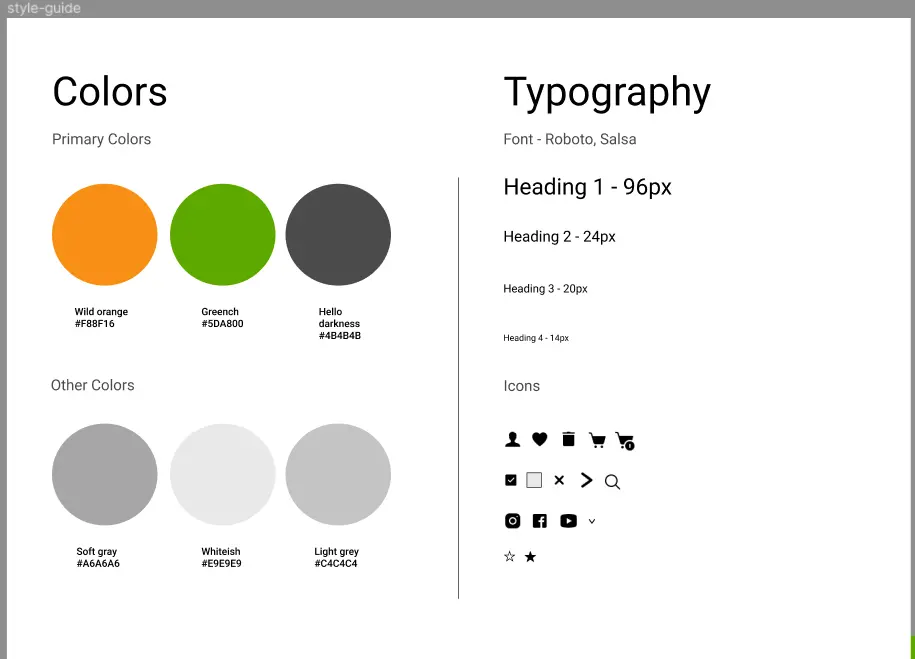 style-guide
Colors
Primary Colors
Wild orange
#F88F16
Greench
#5DA800
Hello
darkness
#4B4B4B
Other Colors
Soft gray
#A6A6A6
Whiteish
#E9E9E9
Light grey
#C4C4C4
Typography
Font - Roboto, Salsa
Heading 1 - 96px
Heading 2 - 24px
Heading 3 - 20px
Heading 4 - 14px
Icons